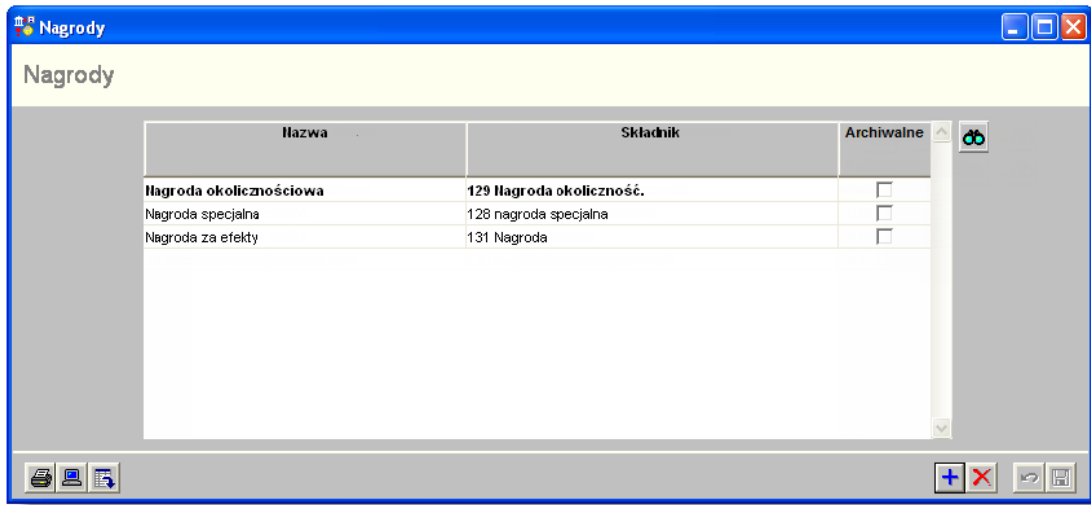 Nagrody
Nagrody
Nazwa Składnik Archiwalne
Nagroda okolicznościowa 129 Nagroda okoliczność.
Nagroda specjalna 128 nagroda specjalna
Nagroda za efekty 131 Nagroda